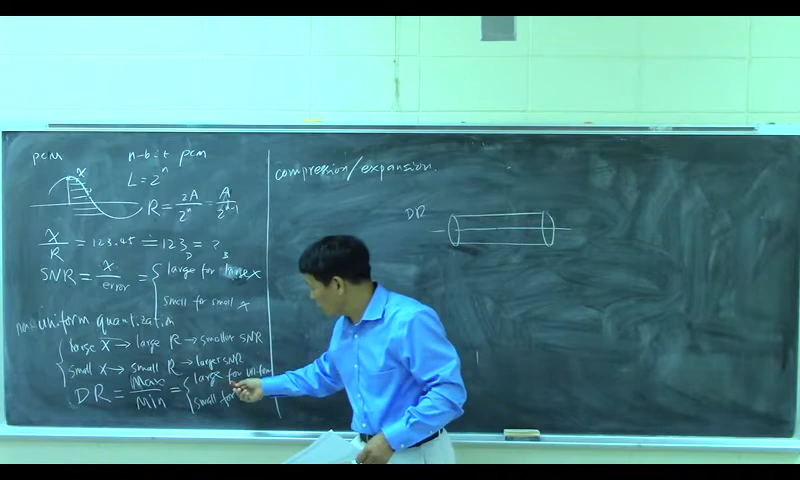 pcm n-bit pcm
X
L = 2^n
R = 2A/2^n = A/2^n-1
X/R = 123.45 ≐ 123_D = ?_B
SNR = X/error = { large for large X
small for small X
uniform quantization
{ large X → large R → smaller SNR
small X → small R → larger SNR
DR = Max/Min = { large for uniform
small for
compression/expansion.
DR